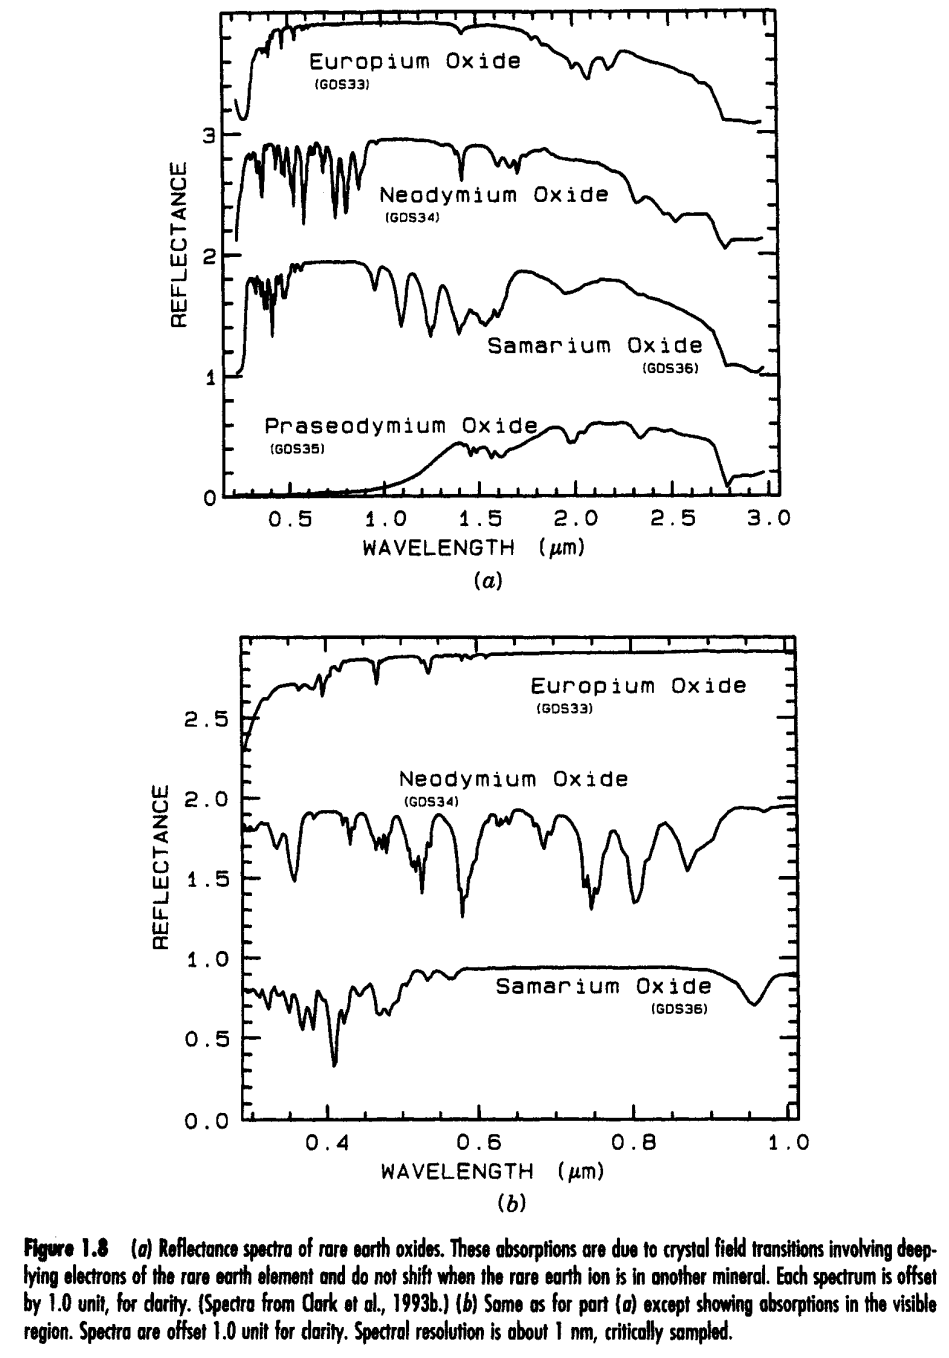 Europium Oxide
(GDS33)
3
Neodymium Oxide
(GDS34)
2
REFLECTANCE
Samarium Oxide
(GDS36)
1
Praseodymium Oxide
(GDS35)
0
0.5 1.0 1.5 2.0 2.5 3.0
WAVELENGTH (μm)
(a)
Europium Oxide
(GDS33)
2.5
Neodymium Oxide
(GDS34)
2.0
REFLECTANCE
1.5
1.0
Samarium Oxide
(GDS36)
0.5
0.0
0.4 0.6 0.8 1.0
WAVELENGTH (μm)
(b)
Figure 1.8 (a) Reflectance spectra of rare earth oxides. These absorptions are due to crystal field transitions involving deep-
lying electrons of the rare earth element and do not shift when the rare earth ion is in another mineral. Each spectrum is offset
by 1.0 unit, for clarity. (Spectra from Clark et al., 1993b.) (b) Same as for part (a) except showing absorptions in the visible
region. Spectra are offset 1.0 unit for clarity. Spectral resolution is about 1 nm, critically sampled.